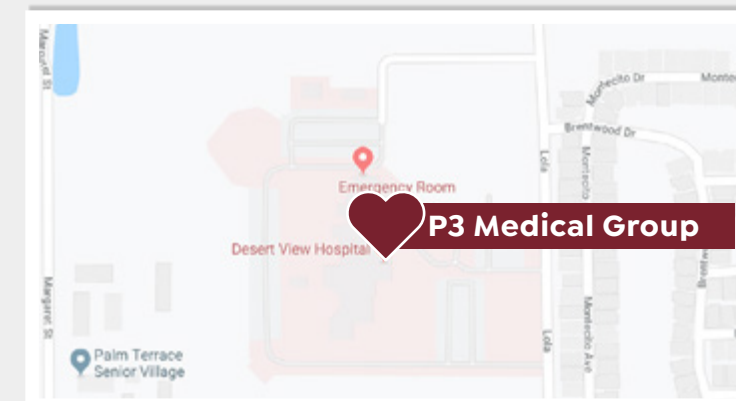 Margaret St
Montecito Dr
Brentwood Dr
Lola
Montecito
Emergency Room
P3 Medical Group
Desert View Hospital
Margaret St
Lola
Montecito Ave
Palm Terrace
Senior Village